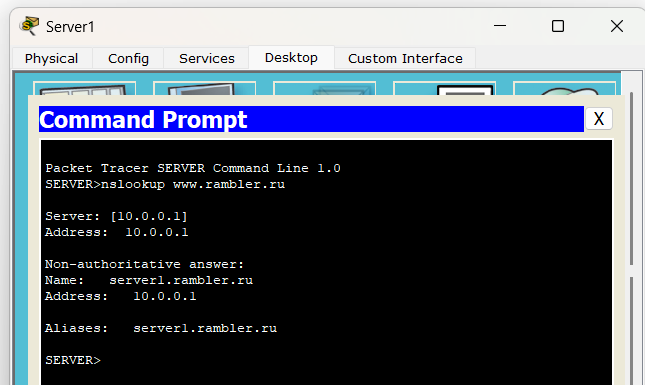 Server1
Physical Config Services Desktop Custom Interface
Command Prompt X
Packet Tracer SERVER Command Line 1.0
SERVER>nslookup www.rambler.ru
Server: [10.0.0.1]
Address:  10.0.0.1
Non-authoritative answer:
Name:   server1.rambler.ru
Address:   10.0.0.1
Aliases:   server1.rambler.ru
SERVER>